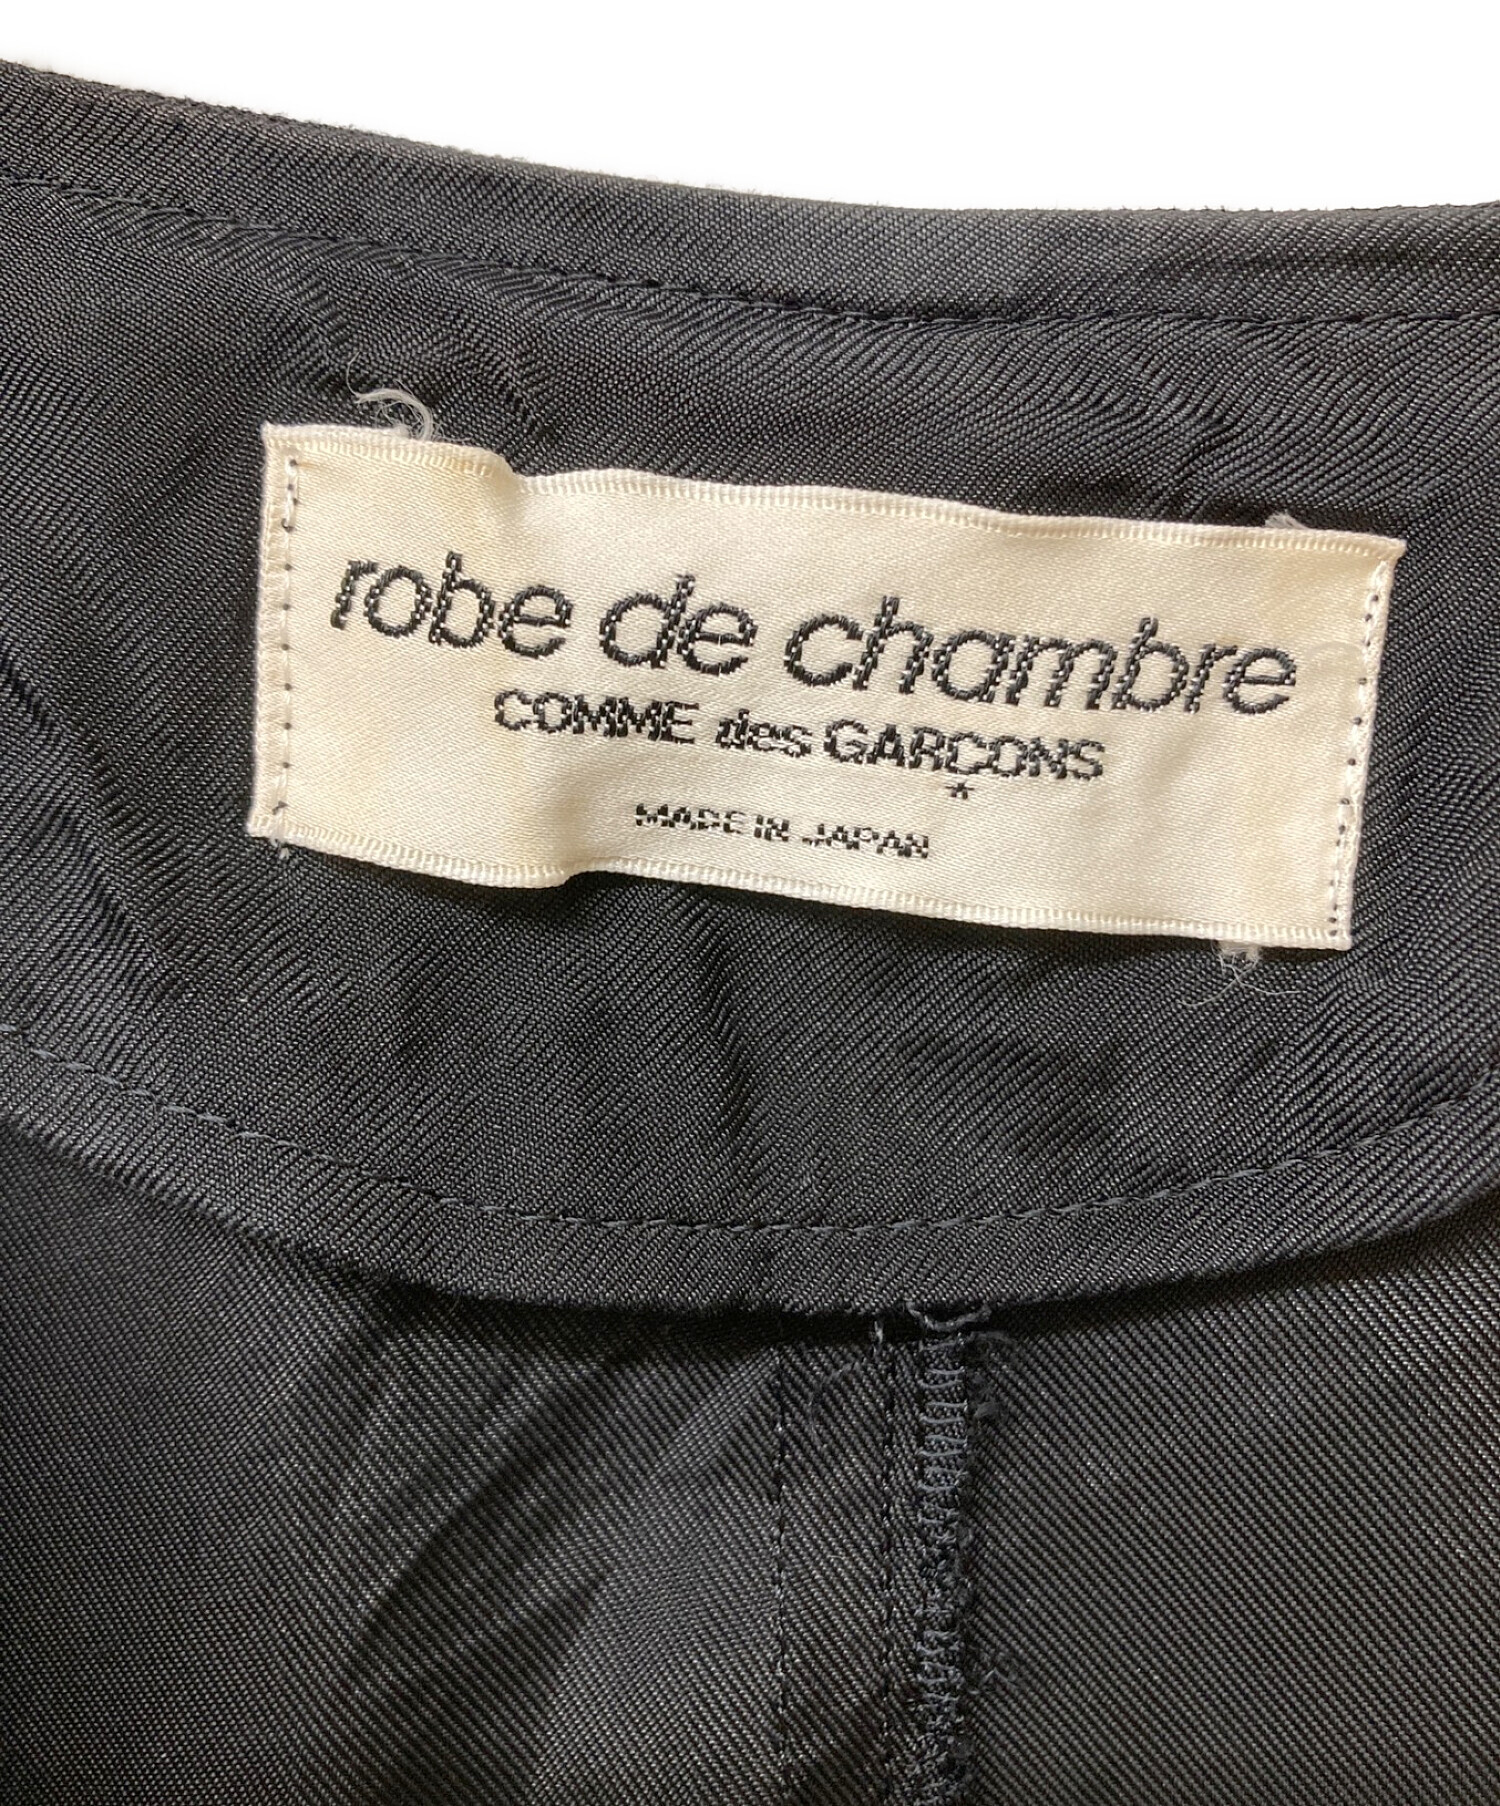 robe de chambre
COMME des GARÇONS
*
MADE IN JAPAN